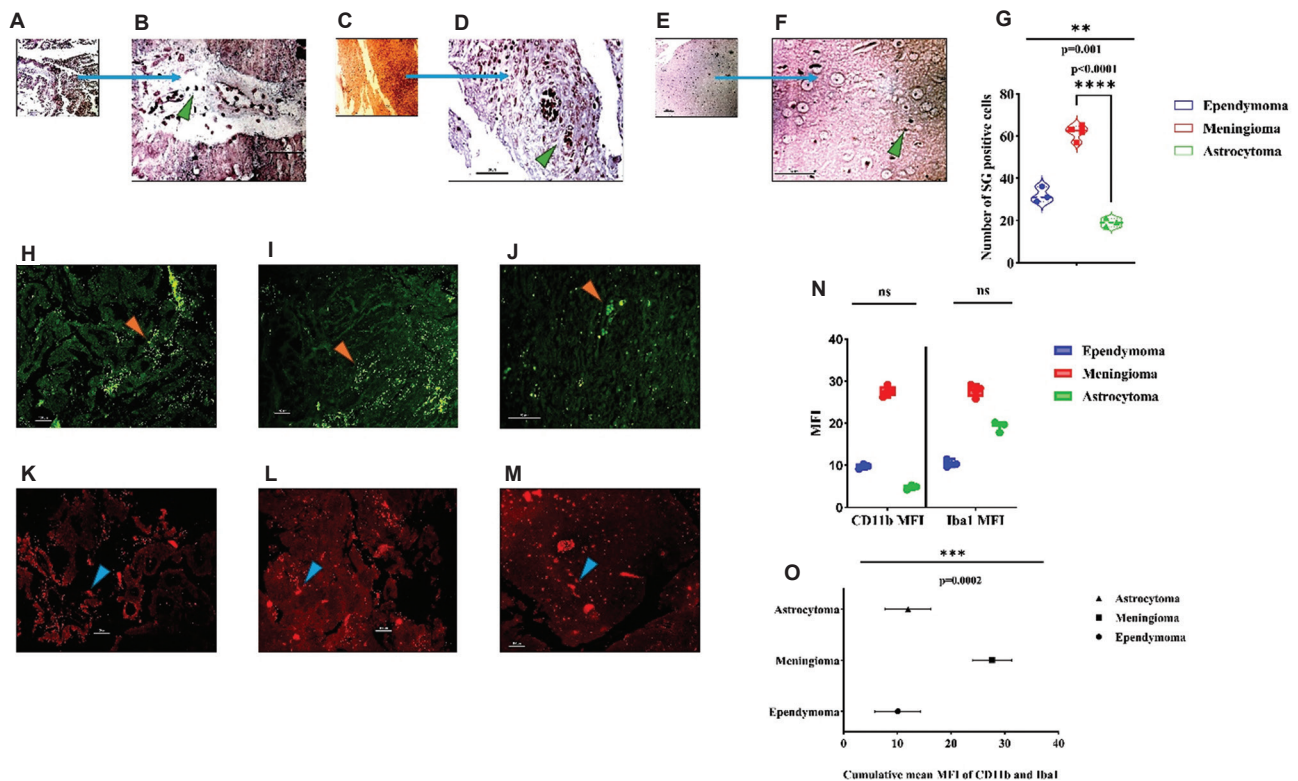 A
B
C
D
E
F
G
**
p=0.001
p<0.0001
****
80
60
40
20
0
Number of SG positive cells
Ependymoma
Meningioma
Astrocytoma
H
I
J
N
ns
ns
40
30
20
10
0
MFI
CD11b MFI
Iba1 MFI
Ependymoma
Meningioma
Astrocytoma
K
L
M
O
***
p=0.0002
Astrocytoma
Meningioma
Ependymoma
0
10
20
30
40
Cumulative mean MFI of CD11b and Iba1
Astrocytoma
Meningioma
Ependymoma